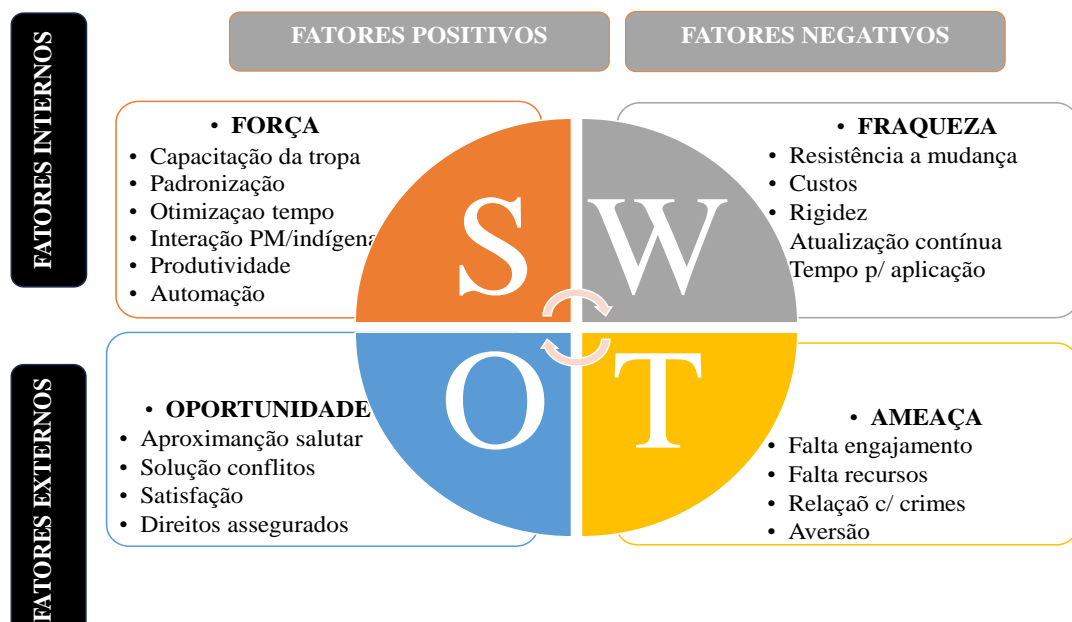 FATORES POSITIVOS
FATORES NEGATIVOS
FATORES INTERNOS
• FORÇA
• Capacitação da tropa
• Padronização
• Otimizaçao tempo
• Interação PM/indígena
• Produtividade
• Automação
S
W
• FRAQUEZA
• Resistência a mudança
• Custos
• Rigidez
Atualização contínua
Tempo p/ aplicação
FATORES EXTERNOS
• OPORTUNIDADE
• Aproximanção salutar
• Solução conflitos
• Satisfação
• Direitos assegurados
O
T
• AMEAÇA
• Falta engajamento
• Falta recursos
• Relaçaõ c/ crimes
• Aversão